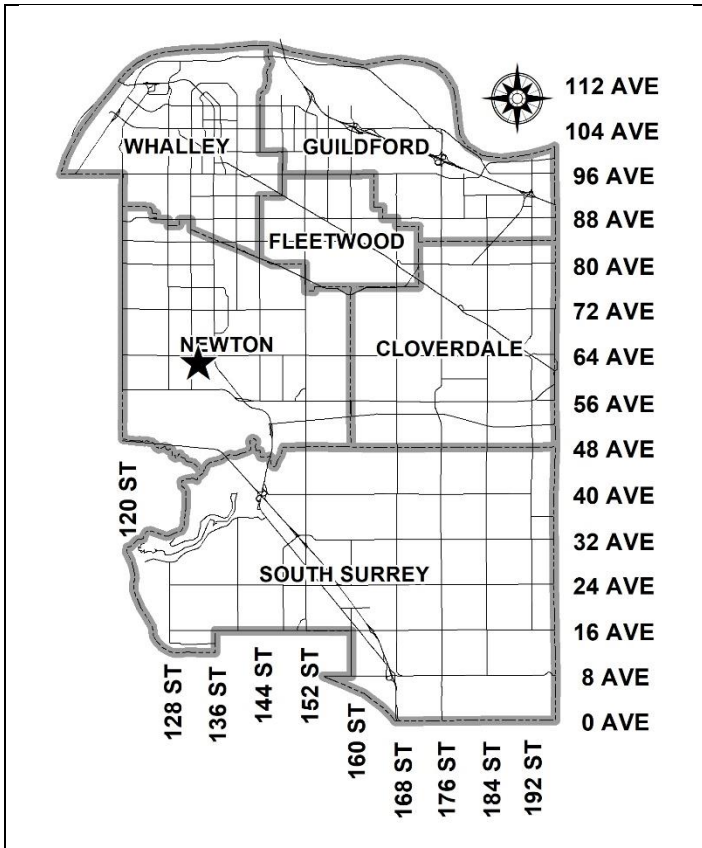 112 AVE
104 AVE
WHALLEY
GUILDFORD
96 AVE
88 AVE
FLEETWOOD
80 AVE
72 AVE
NEWTON
CLOVERDALE
64 AVE
56 AVE
48 AVE
120 ST
40 AVE
32 AVE
SOUTH SURREY
24 AVE
16 AVE
8 AVE
0 AVE
128 ST
136 ST
144 ST
152 ST
160 ST
168 ST
176 ST
184 ST
192 ST